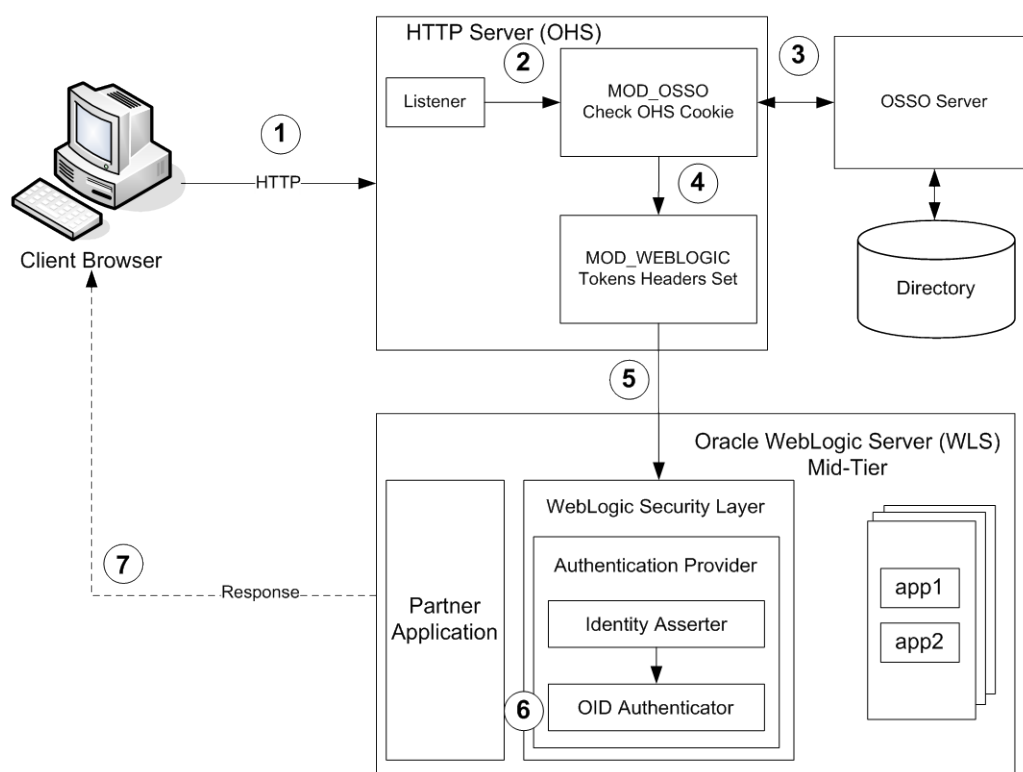 HTTP Server (OHS)
2
3
Listener
MOD_OSSO
Check OHS Cookie
OSSO Server
1
HTTP
4
Client Browser
MOD_WEBLOGIC
Tokens Headers Set
Directory
5
Oracle WebLogic Server (WLS)
Mid-Tier
WebLogic Security Layer
7
Response
Partner
Application
Authentication Provider
Identity Asserter
OID Authenticator
6
app1
app2